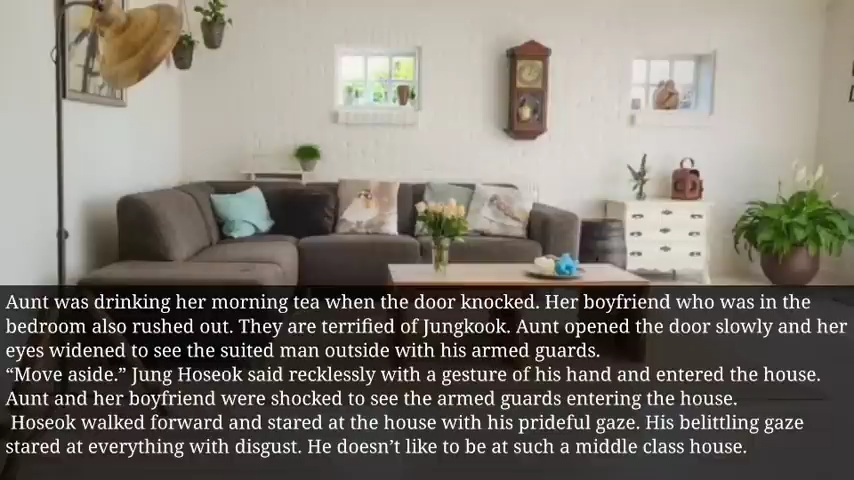 Aunt was drinking her morning tea when the door knocked. Her boyfriend who was in the
bedroom also rushed out. They are terrified of Jungkook. Aunt opened the door slowly and her
eyes widened to see the suited man outside with his armed guards.
“Move aside.” Jung Hoseok said recklessly with a gesture of his hand and entered the house.
Aunt and her boyfriend were shocked to see the armed guards entering the house.
Hoseok walked forward and stared at the house with his prideful gaze. His belittling gaze
stared at everything with disgust. He doesn’t like to be at such a middle class house.